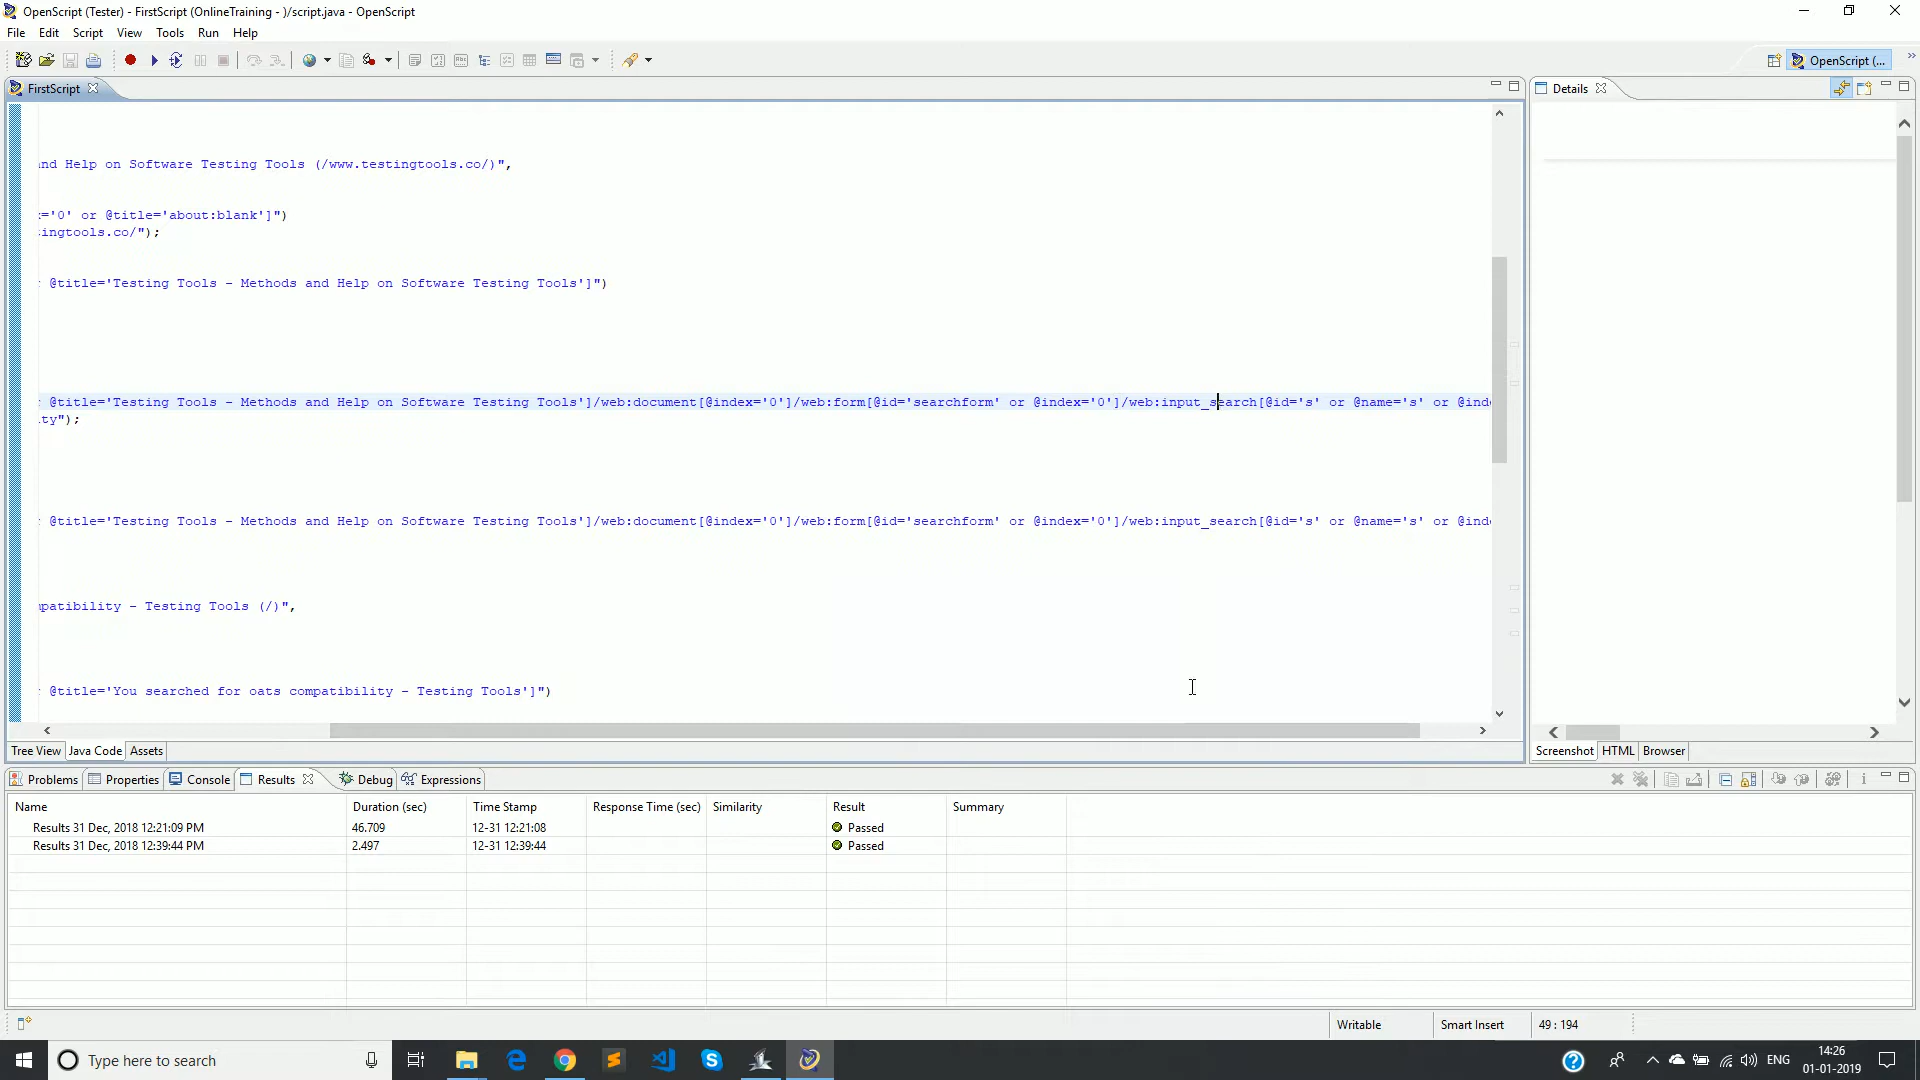 OpenScript (Tester) - FirstScript (OnlineTraining - )/script.java - OpenScript
File Edit Script View Tools Run Help
OpenScript (...
FirstScript
Details
and Help on Software Testing Tools (/www.testingtools.co/)",
='0' or @title='about:blank']")
ingtools.co/");
@title='Testing Tools - Methods and Help on Software Testing Tools']")
@title='Testing Tools - Methods and Help on Software Testing Tools']/web:document[@index='0']/web:form[@id='searchform' or @index='0']/web:input_search[@id='s' or @name='s' or @ind
ity");
@title='Testing Tools - Methods and Help on Software Testing Tools']/web:document[@index='0']/web:form[@id='searchform' or @index='0']/web:input_search[@id='s' or @name='s' or @ind
patibility - Testing Tools (/)",
@title='You searched for oats compatibility - Testing Tools']")
Tree View Java Code Assets
Screenshot HTML Browser
Problems Properties Console Results Debug Expressions
Name Duration (sec) Time Stamp Response Time (sec) Similarity Result Summary
Results 31 Dec, 2018 12:21:09 PM 46.709 12-31 12:21:08 Passed
Results 31 Dec, 2018 12:39:44 PM 2.497 12-31 12:39:44 Passed
Writable Smart Insert 49 : 194
Type here to search
ENG
14:26
01-01-2019